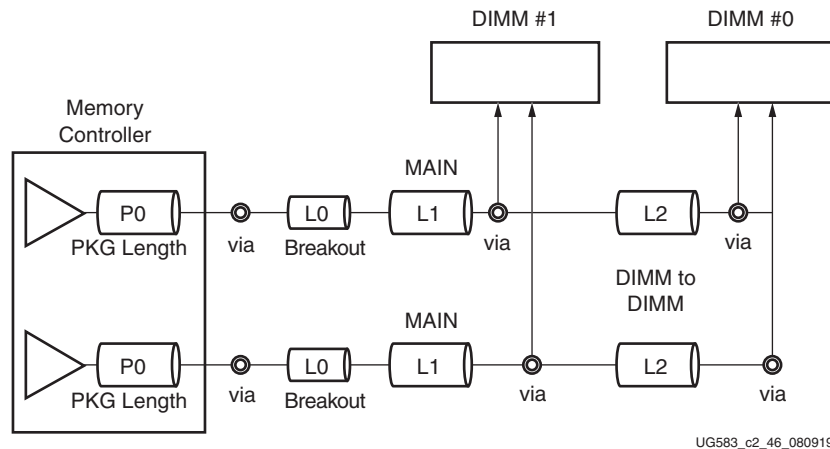 DIMM #1
DIMM #0
Memory
Controller
MAIN
P0
L0
L1
L2
PKG Length
via
Breakout
via
via
DIMM to
DIMM
MAIN
P0
L0
L1
L2
PKG Length
via
Breakout
via
via
UG583_c2_46_080919